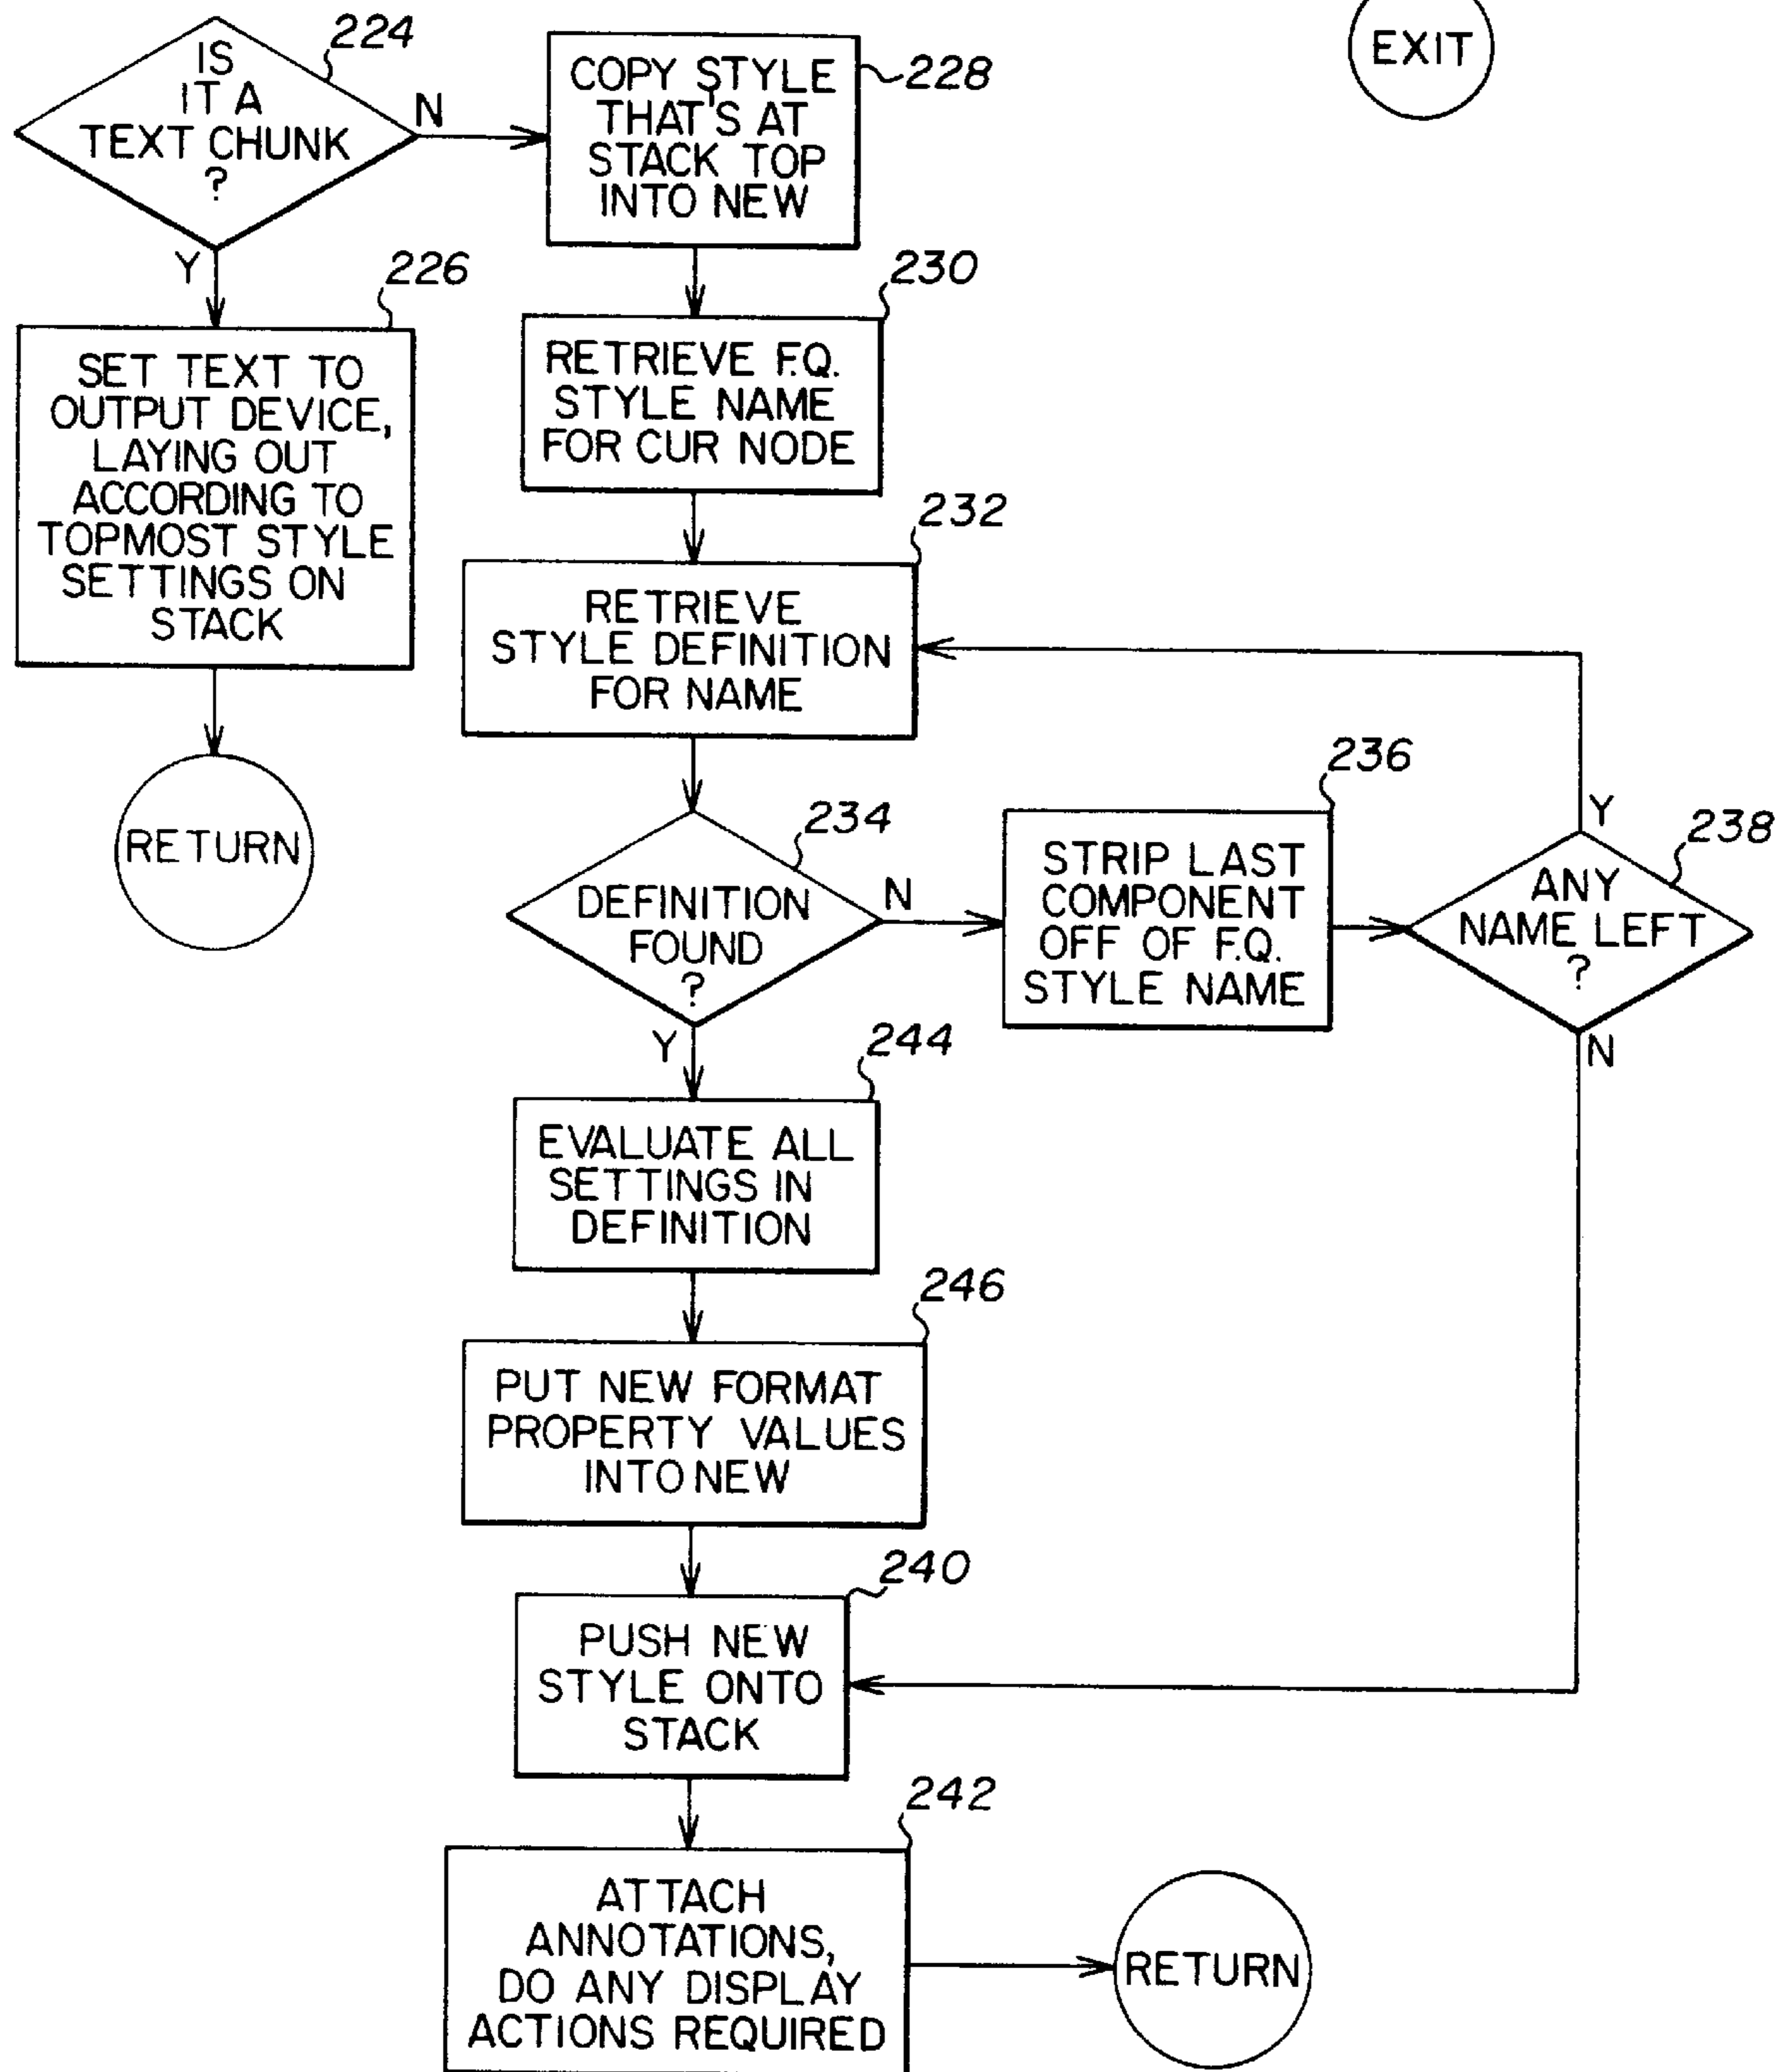 224
IS
IT A
TEXT CHUNK
?
N
Y
COPY STYLE
THAT'S AT
STACK TOP
INTO NEW
228
EXIT
226
SET TEXT TO
OUTPUT DEVICE,
LAYING OUT
ACCORDING TO
TOPMOST STYLE
SETTINGS ON
STACK
RETURN
230
RETRIEVE F.Q.
STYLE NAME
FOR CUR NODE
232
RETRIEVE
STYLE DEFINITION
FOR NAME
234
DEFINITION
FOUND
?
N
Y
236
STRIP LAST
COMPONENT
OFF OF F.Q.
STYLE NAME
Y
238
ANY
NAME LEFT
?
N
244
EVALUATE ALL
SETTINGS IN
DEFINITION
246
PUT NEW FORMAT
PROPERTY VALUES
INTO NEW
240
PUSH NEW
STYLE ONTO
STACK
242
ATTACH
ANNOTATIONS,
DO ANY DISPLAY
ACTIONS REQUIRED
RETURN